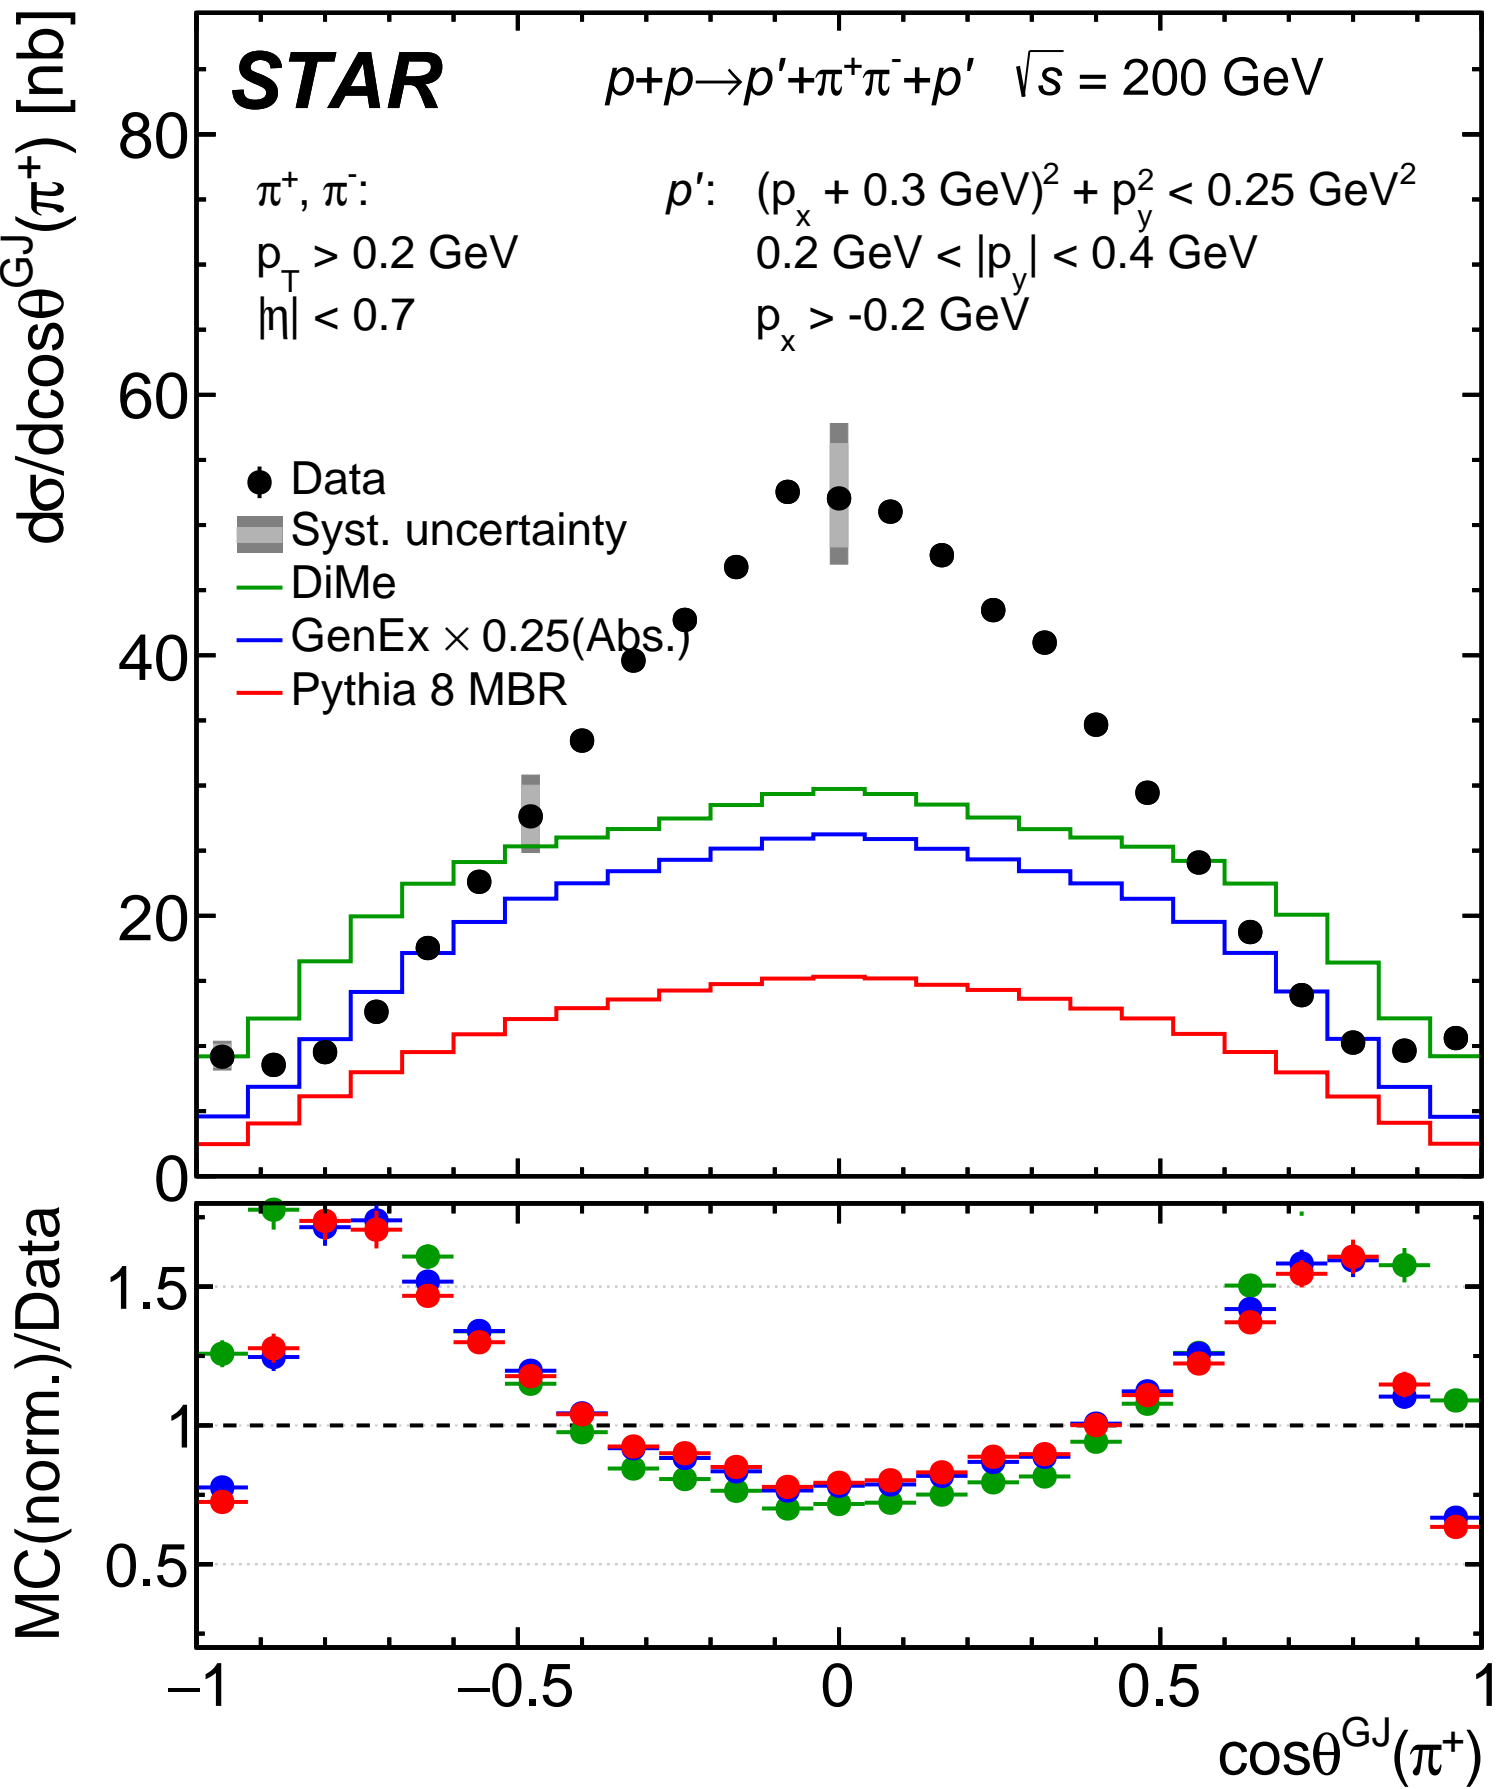 STAR p+p→p′+π⁺π⁻+p′ √s = 200 GeV
π⁺, π⁻: p′: (pₓ + 0.3 GeV)² + p_y² < 0.25 GeV²
p_T > 0.2 GeV 0.2 GeV < |p_y| < 0.4 GeV
|η| < 0.7 pₓ > -0.2 GeV
dσ/dcosθ^GJ(π⁺) [nb]
80
60
40
20
0
Data
Syst. uncertainty
DiMe
GenEx × 0.25(Abs.)
Pythia 8 MBR
MC(norm.)/Data
1.5
1
0.5
−1 −0.5 0 0.5 1
cosθ^GJ(π⁺)